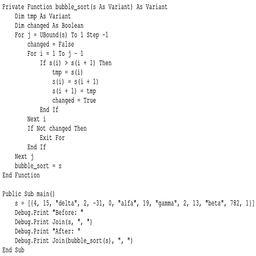 Private Function bubble_sort(s As Variant) As Variant
    Dim tmp As Variant
    Dim changed As Boolean
    For j = UBound(s) To 1 Step -1
        changed = False
        For i = 1 To j - 1
            If s(i) > s(i + 1) Then
                tmp = s(i)
                s(i) = s(i + 1)
                s(i + 1) = tmp
                changed = True
            End If
        Next i
        If Not changed Then
            Exit For
        End If
    Next j
    bubble_sort = s
End Function

Public Sub main()
    s = [{4, 15, "delta", 2, -31, 0, "alfa", 19, "gamma", 2, 13, "beta", 782, 1}]
    Debug.Print "Before: "
    Debug.Print Join(s, ", ")
    Debug.Print "After: "
    Debug.Print Join(bubble_sort(s), ", ")
End Sub